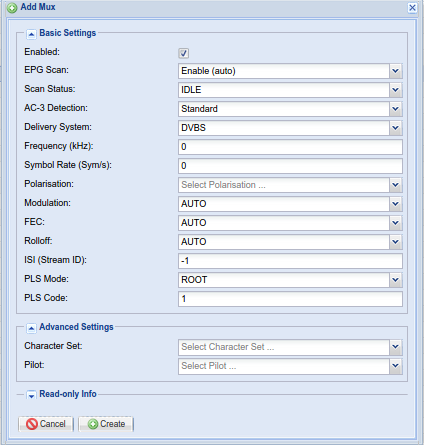 Add Mux
Basic Settings
Enabled:
EPG Scan: Enable (auto)
Scan Status: IDLE
AC-3 Detection: Standard
Delivery System: DVBS
Frequency (kHz): 0
Symbol Rate (Sym/s): 0
Polarisation: Select Polarisation ...
Modulation: AUTO
FEC: AUTO
Rolloff: AUTO
ISI (Stream ID): -1
PLS Mode: ROOT
PLS Code: 1
Advanced Settings
Character Set: Select Character Set ...
Pilot: Select Pilot ...
Read-only Info
Cancel Create